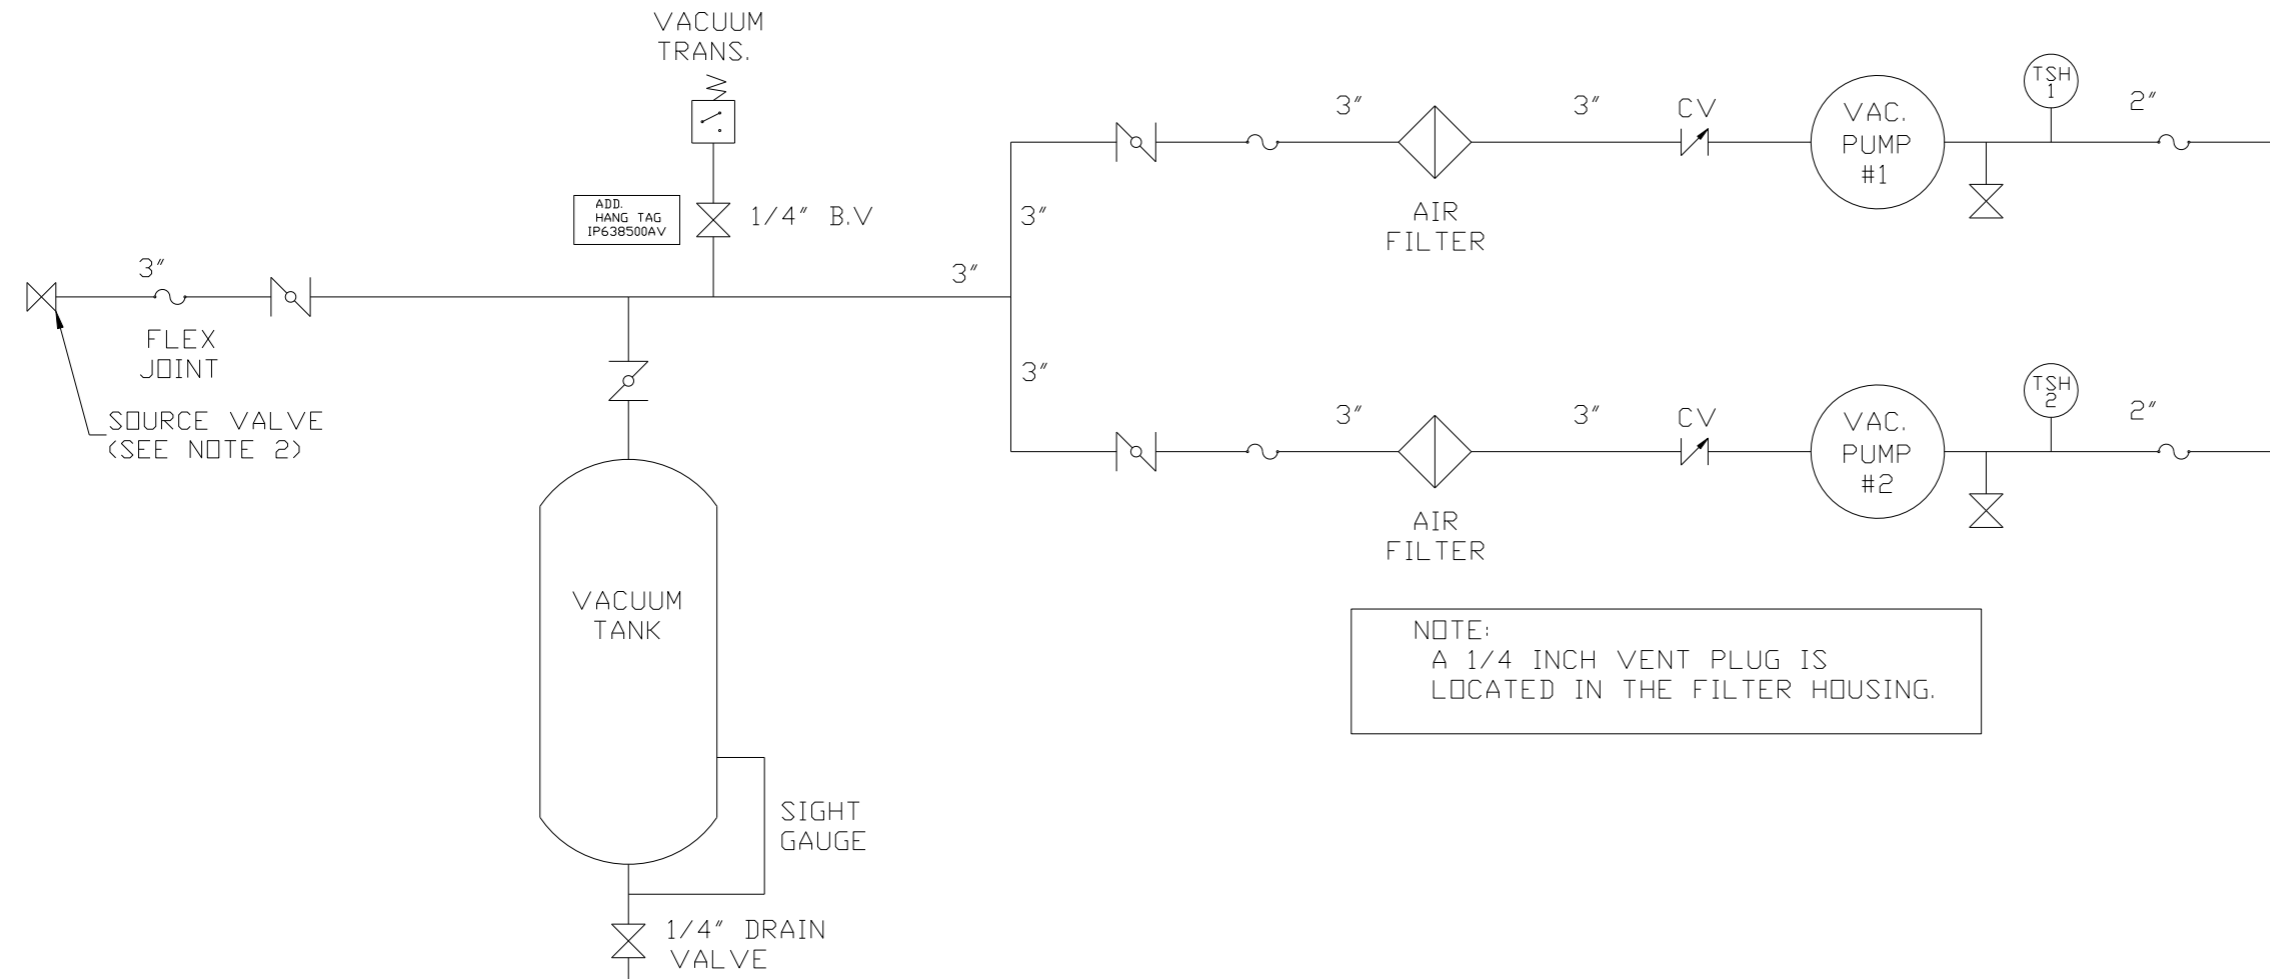 VACUUM
TRANS.
ADD.
HANG TAG
IP638500AV
1/4" B.V
3"
FLEX
JOINT
SOURCE VALVE
(SEE NOTE 2)
3"
3"
3"
3"
AIR
FILTER
3"
CV
VAC.
PUMP
#1
TSH
1
2"
3"
AIR
FILTER
3"
CV
VAC.
PUMP
#2
TSH
2
2"
VACUUM
TANK
SIGHT
GAUGE
1/4" DRAIN
VALVE
NOTE:
A 1/4 INCH VENT PLUG IS
LOCATED IN THE FILTER HOUSING.